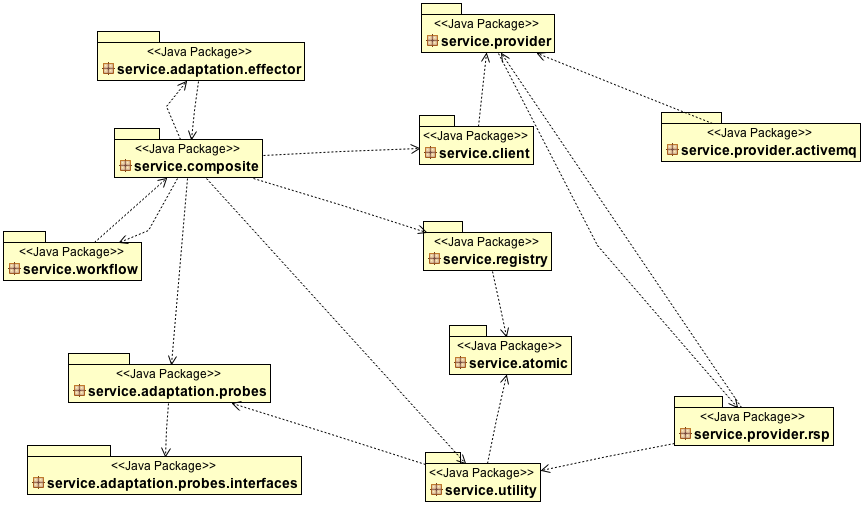 <<Java Package>>
service.provider
<<Java Package>>
service.adaptation.effector
<<Java Package>>
service.provider.activemq
<<Java Package>>
service.client
<<Java Package>>
service.composite
<<Java Package>>
service.registry
<<Java Package>>
service.workflow
<<Java Package>>
service.atomic
<<Java Package>>
service.adaptation.probes
<<Java Package>>
service.provider.rsp
<<Java Package>>
service.adaptation.probes.interfaces
<<Java Package>>
service.utility